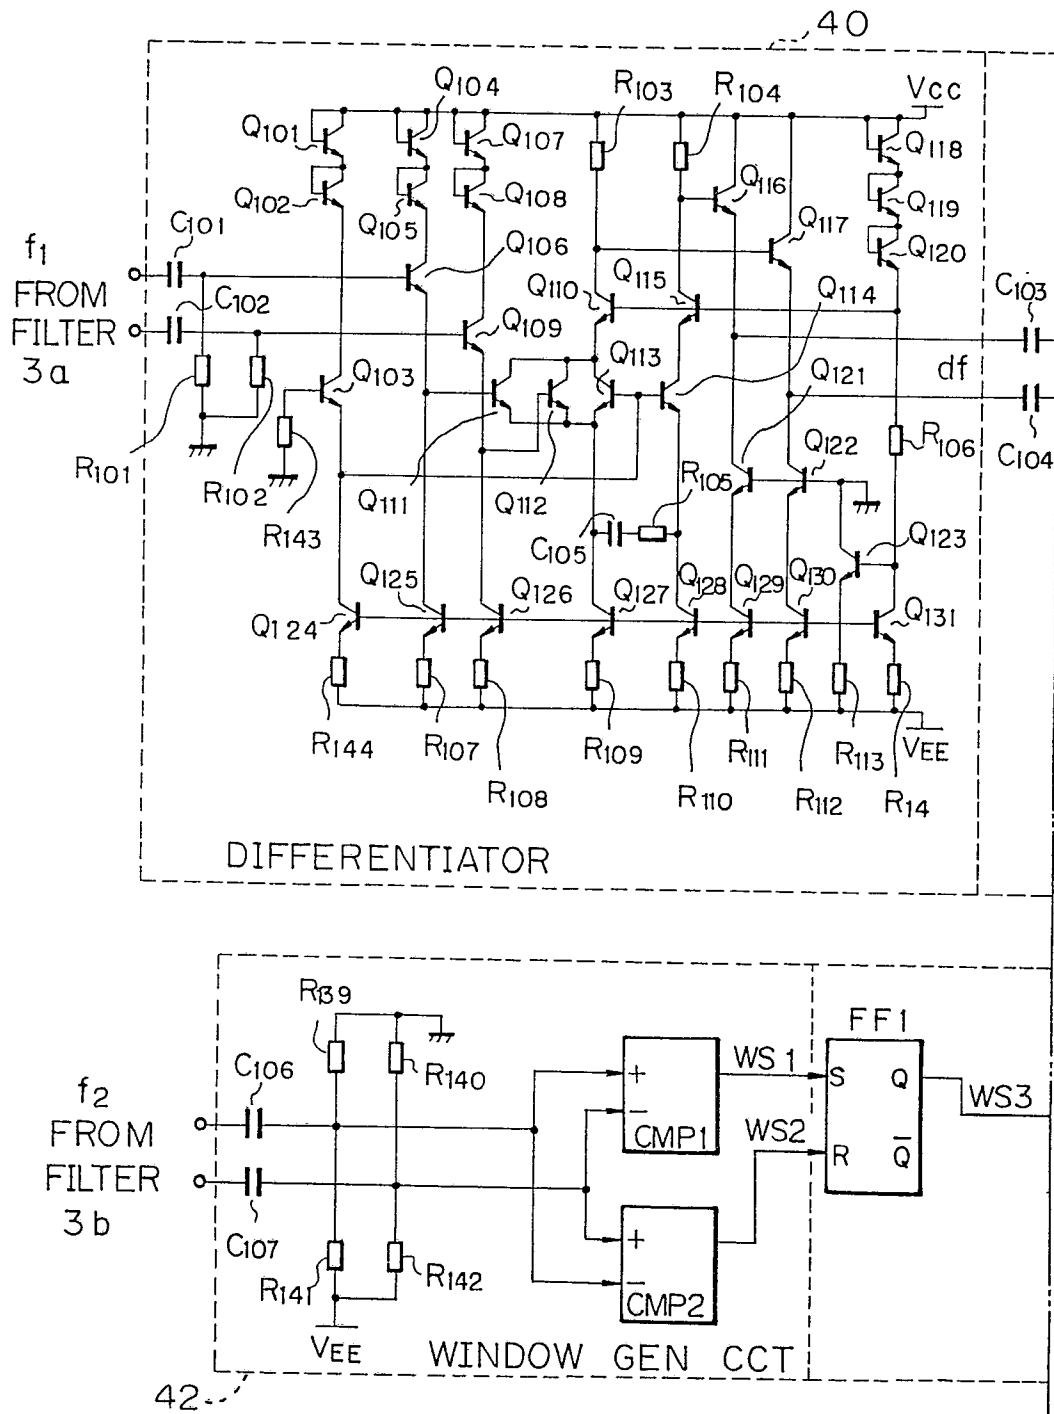 40
Vcc
R103
R104
Q104
Q101
Q107
Q118
Q102
Q105
Q108
Q116
Q119
C101
Q106
Q117
Q120
f1
FROM
FILTER
3a
C102
Q110
Q115
Q114
C103
Q109
Q103
Q113
Q121
df
R101
R102
R143
Q111
Q112
R105
Q122
R106
C104
C105
Q123
Q124
Q125
Q126
Q127
Q128
Q129
Q130
Q131
R144
R107
R108
R109
R110
R111
R112
R113
R14
VEE
DIFFERENTIATOR
R139
R140
FF1
C106
f2
FROM
FILTER
3b
+
−
CMP1
WS1
S
Q
WS3
WS2
R
Q̅
C107
+
−
CMP2
R141
R142
VEE
WINDOW GEN CCT
42